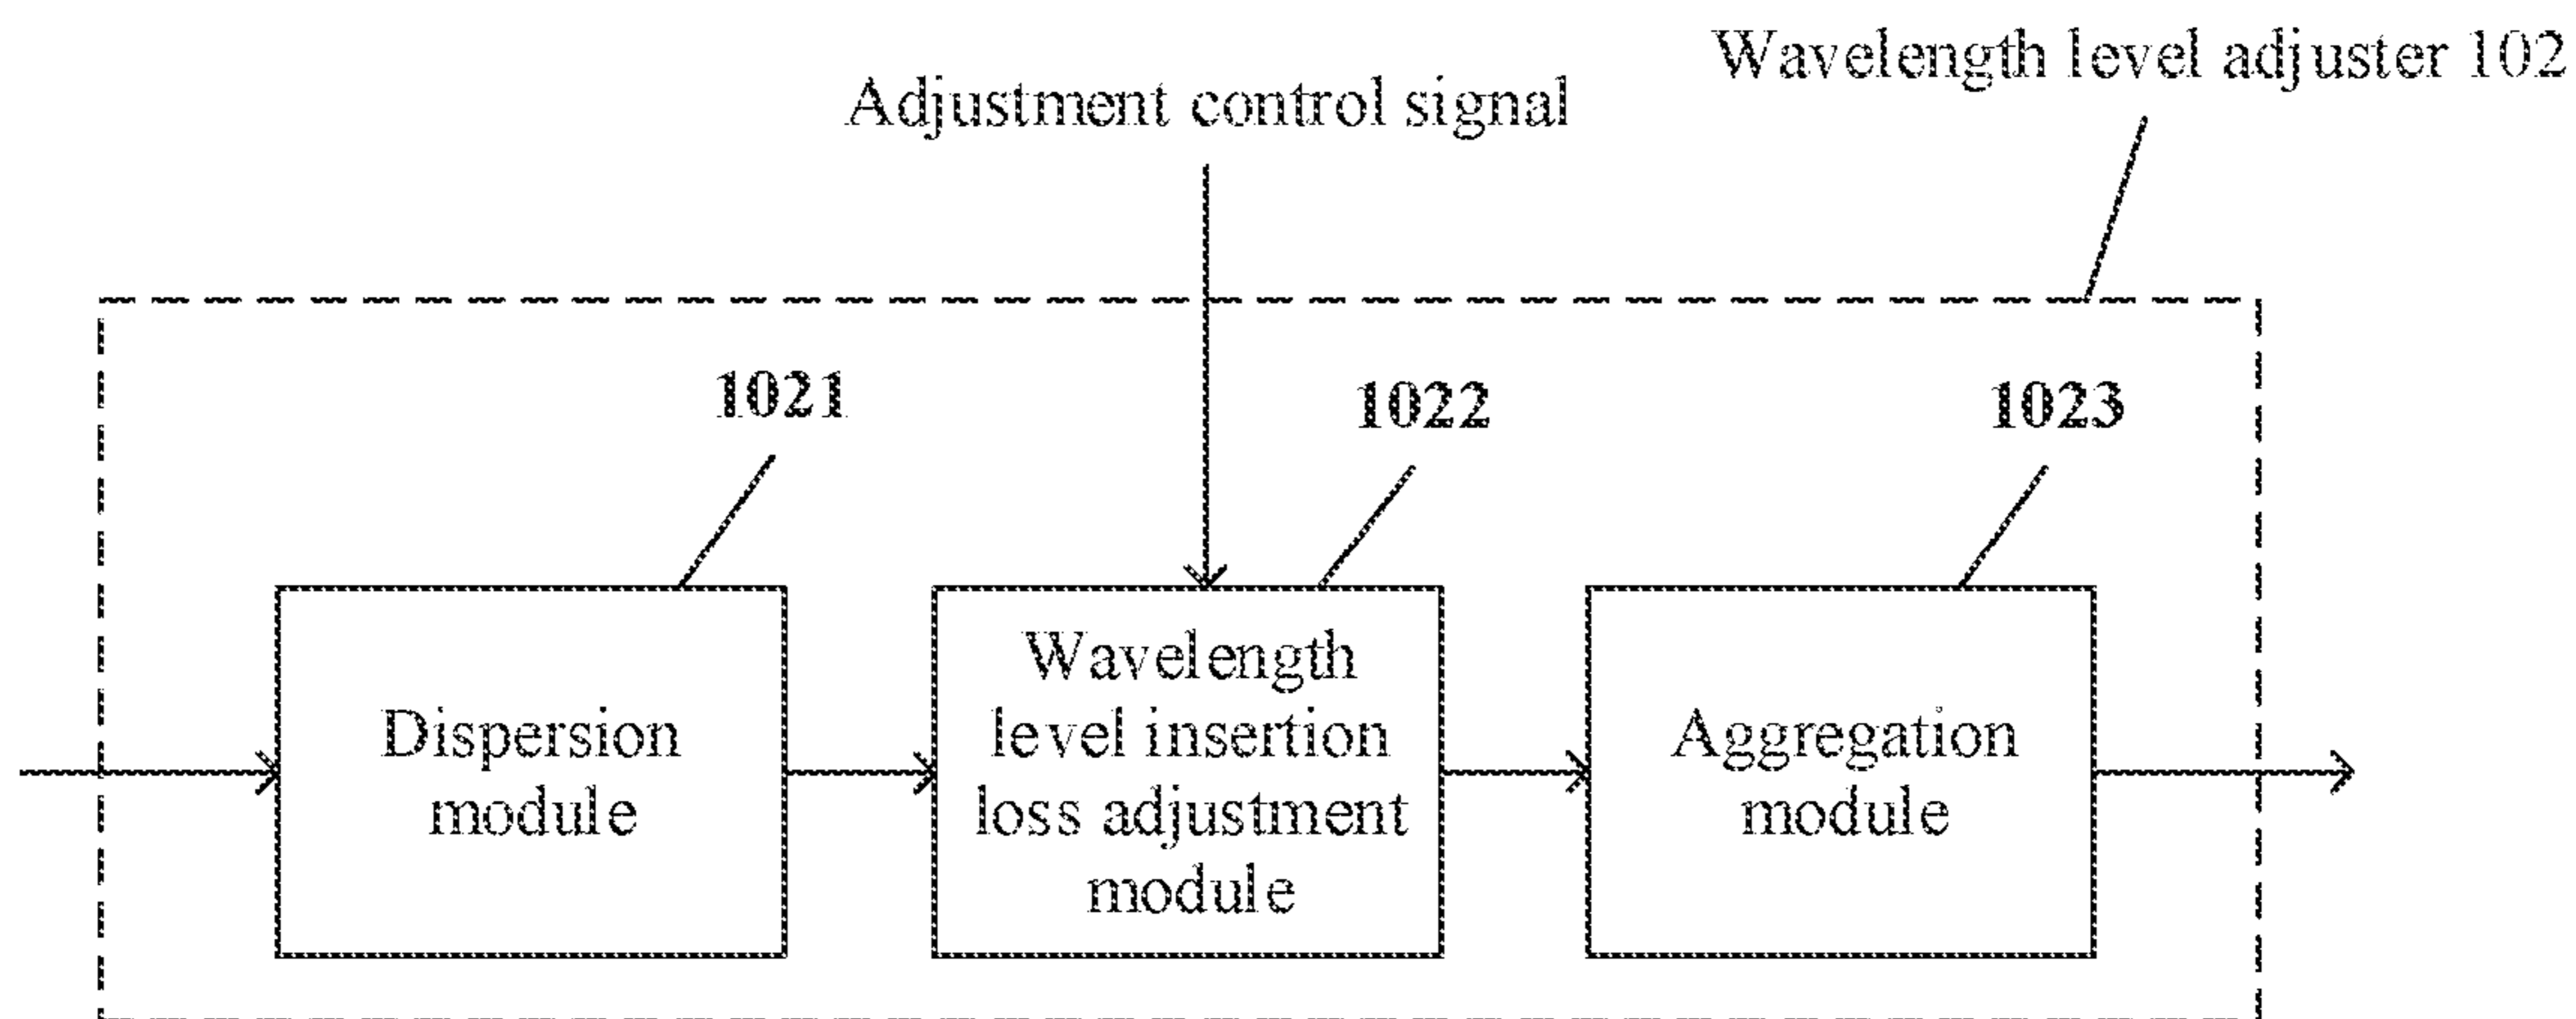 Wavelength level adjuster 102
Adjustment control signal
1021
1022
1023
Dispersion
module
Wavelength
level insertion
loss adjustment
module
Aggregation
module